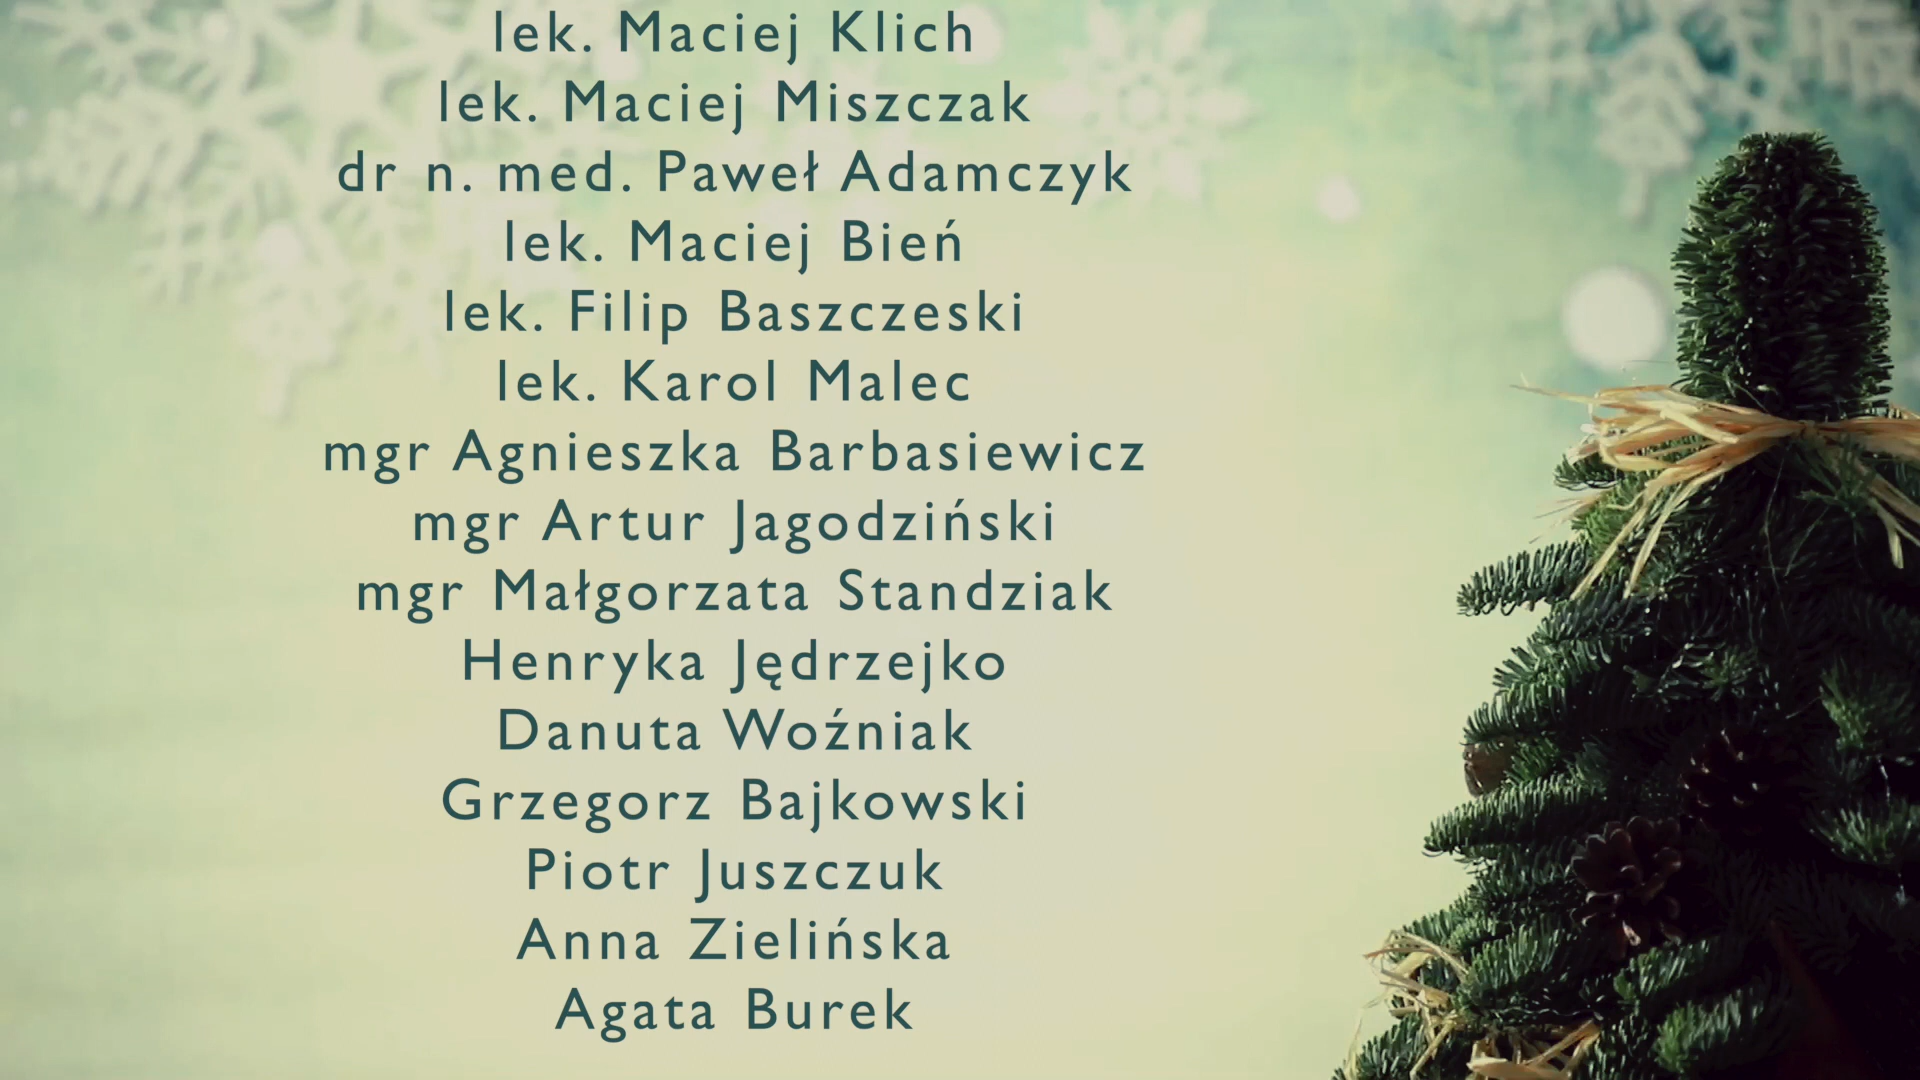 lek. Maciej Klich
lek. Maciej Miszczak
dr n. med. Paweł Adamczyk
lek. Maciej Bień
lek. Filip Baszczeski
lek. Karol Malec
mgr Agnieszka Barbasiewicz
mgr Artur Jagodziński
mgr Małgorzata Standziak
Henryka Jędrzejko
Danuta Woźniak
Grzegorz Bajkowski
Piotr Juszczuk
Anna Zielińska
Agata Burek